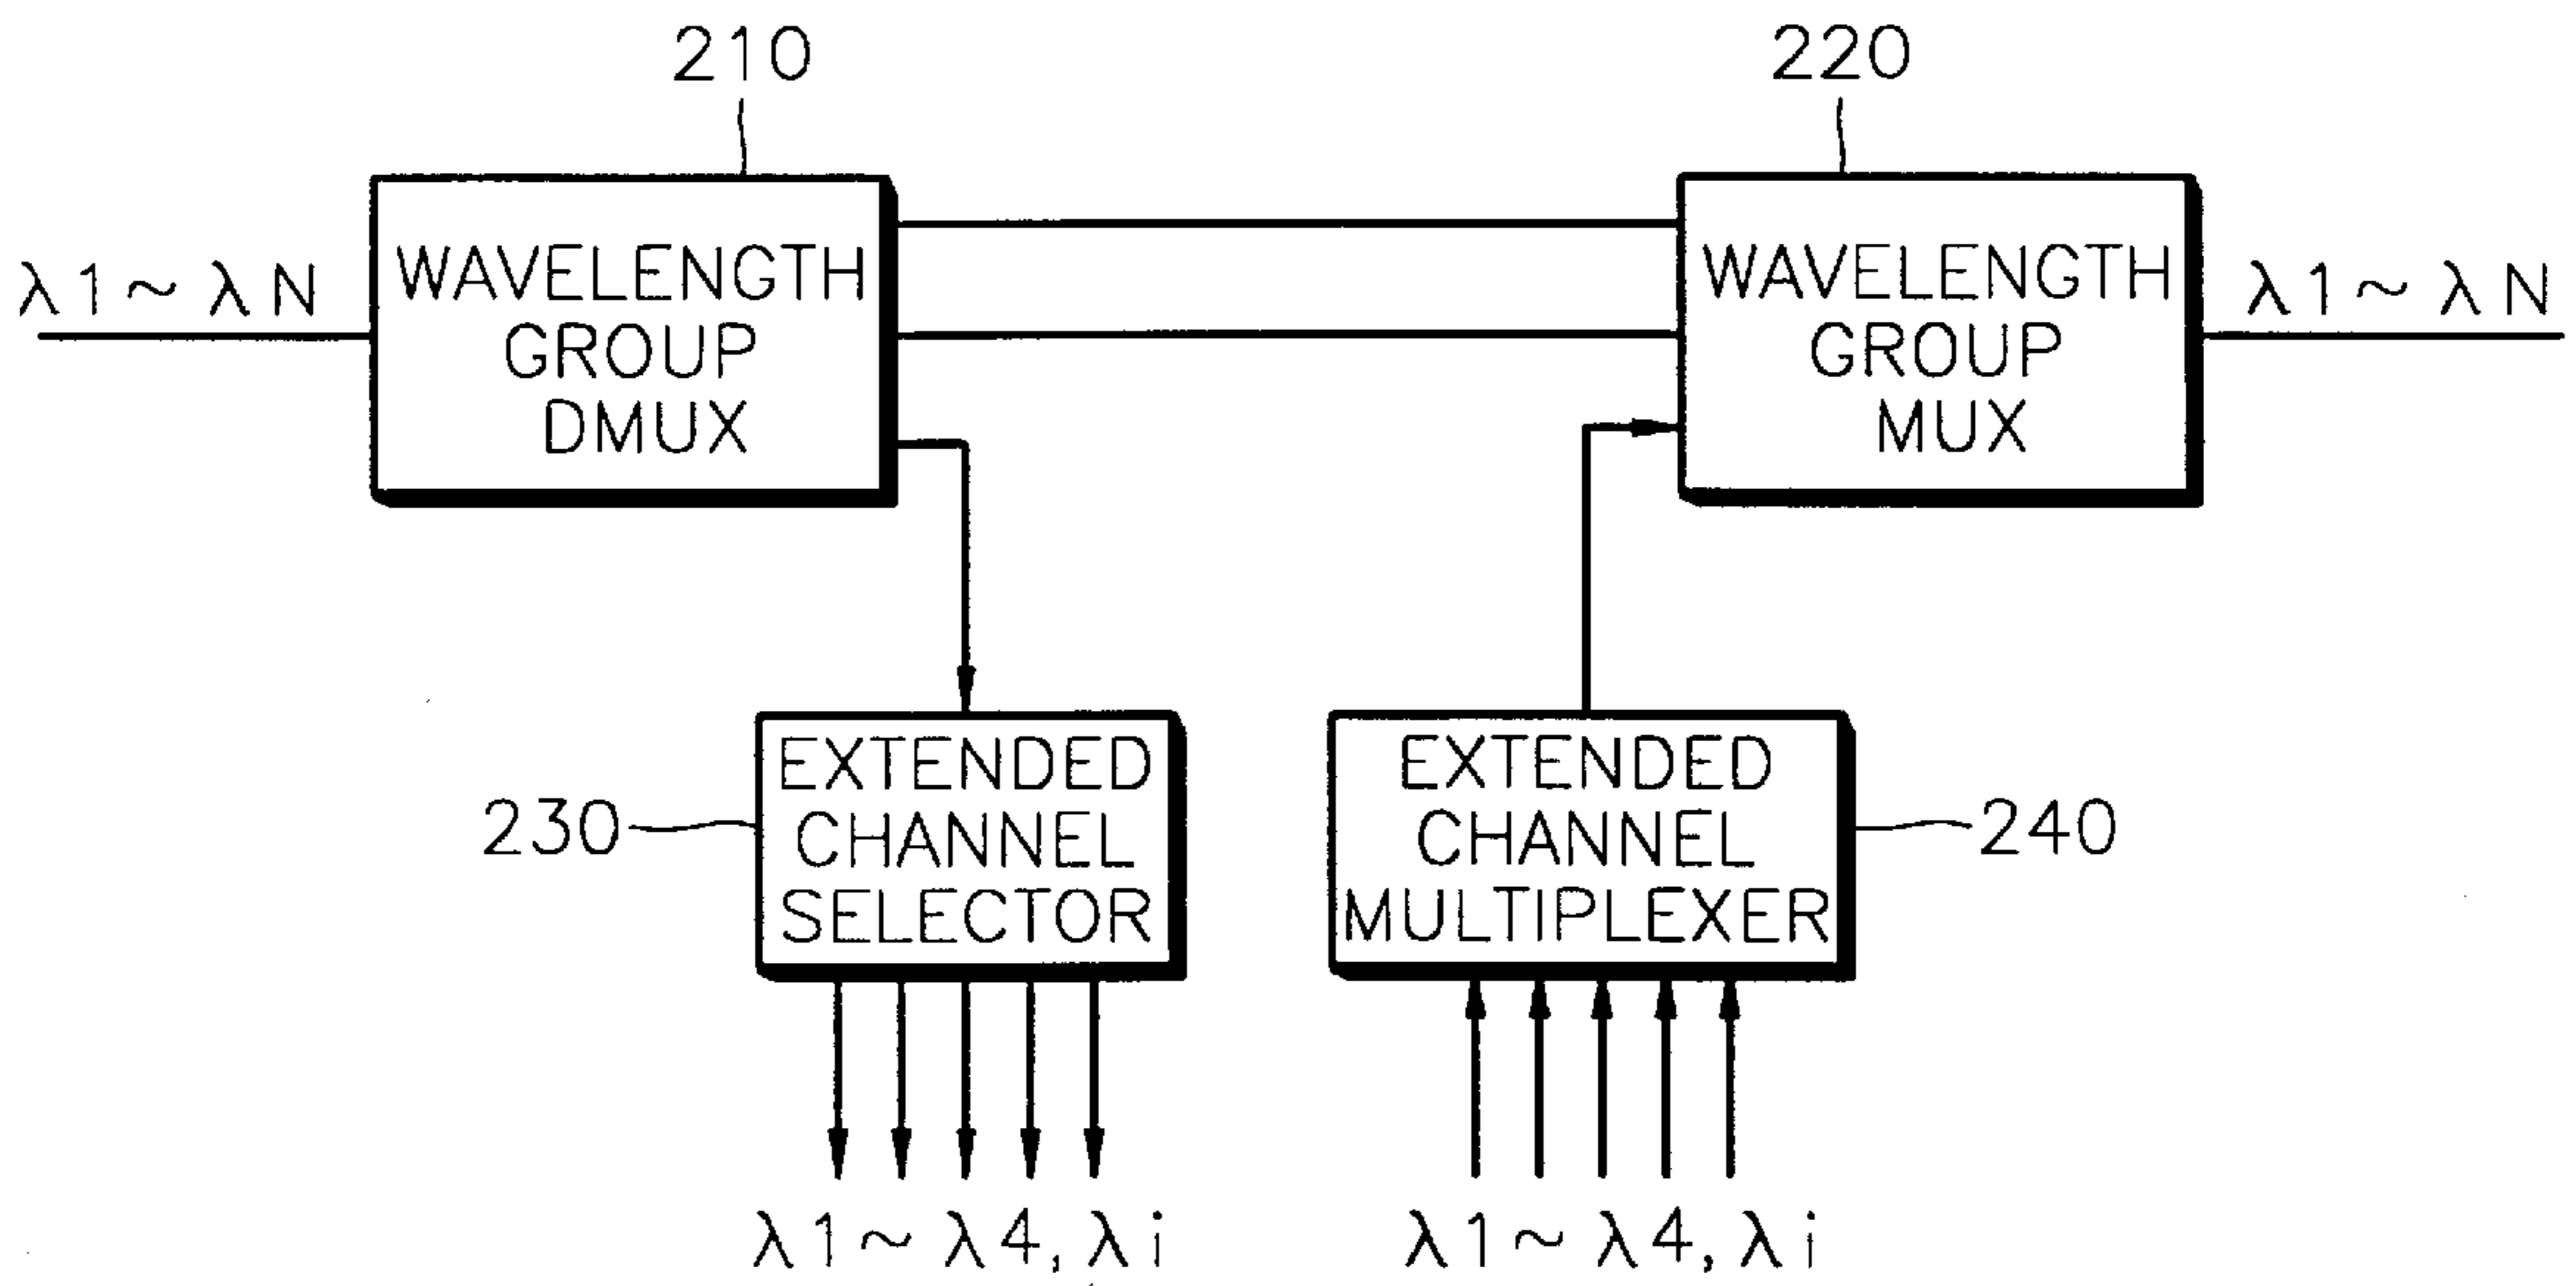 210
220
λ1~λN
WAVELENGTH
GROUP
DMUX
WAVELENGTH
GROUP
MUX
λ1~λN
230
EXTENDED
CHANNEL
SELECTOR
EXTENDED
CHANNEL
MULTIPLEXER
240
λ1~λ4, λi
λ1~λ4, λi